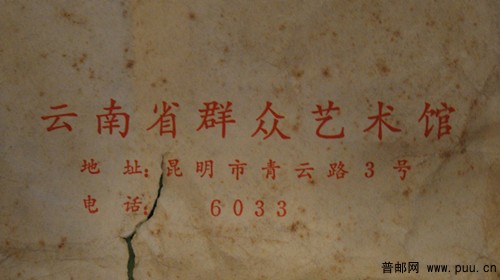 云南省群众艺术馆
地 址: 昆明市青云路3号
电 话: 6033
普邮网 www.puu.cn